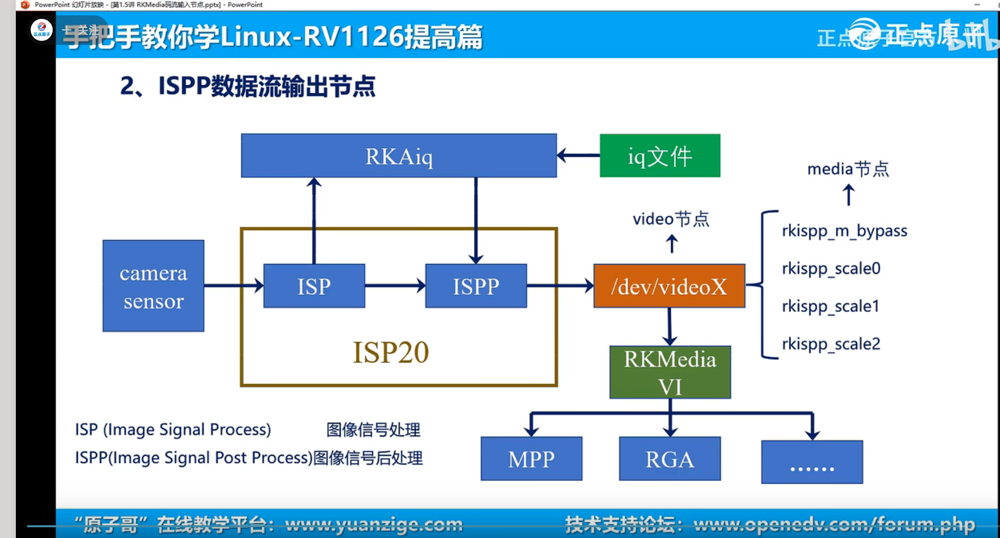 PowerPoint 幻灯片放映 - [第1.5讲 RKMedia码流输入节点.pptx] - PowerPoint
正点原子
+ 关注
手把手教你学Linux-RV1126提高篇
正点原子
2、ISPP数据流输出节点
RKAiq
iq文件
media节点
video节点
rkispp_m_bypass
camera
sensor
ISP
ISPP
/dev/videoX
rkispp_scale0
rkispp_scale1
rkispp_scale2
ISP20
RKMedia
VI
ISP (Image Signal Process) 图像信号处理
ISPP(Image Signal Post Process)图像信号后处理
MPP
RGA
......
“原子哥”在线教学平台：www.yuanzige.com
技术支持论坛：www.openedv.com/forum.php